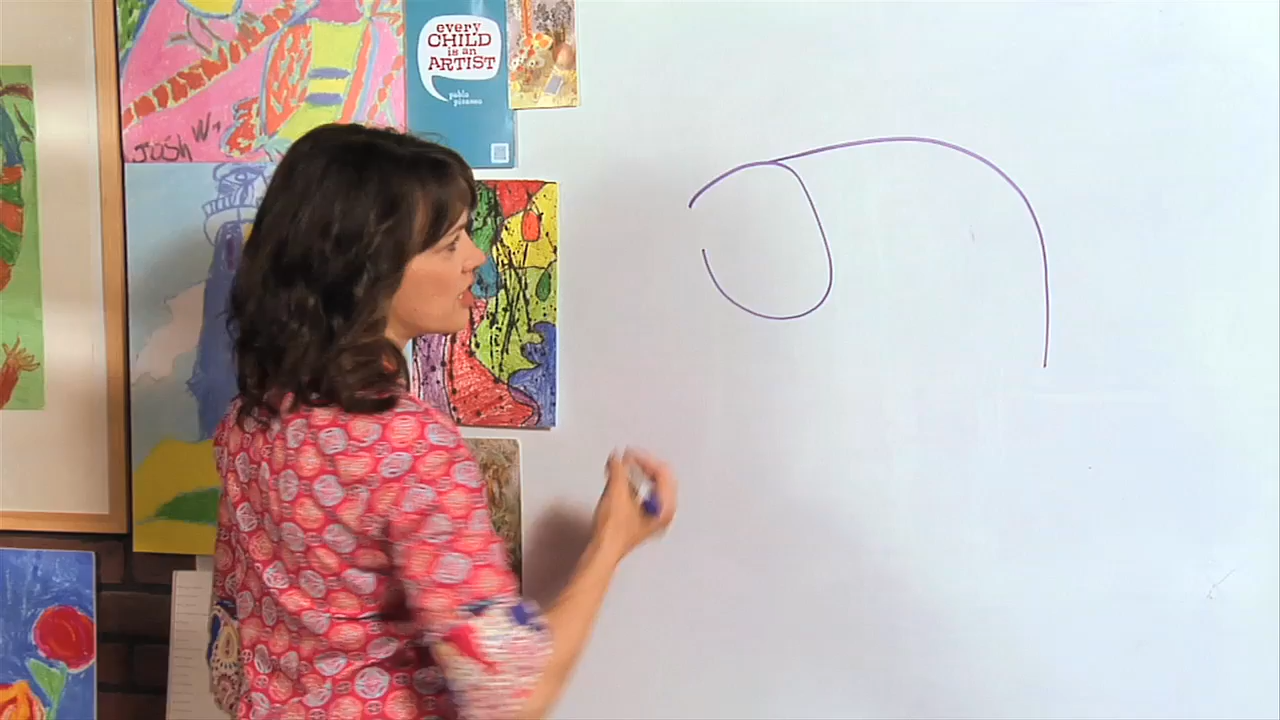 every
CHILD
is an
ARTIST
pablo
picasso
JOSH W.